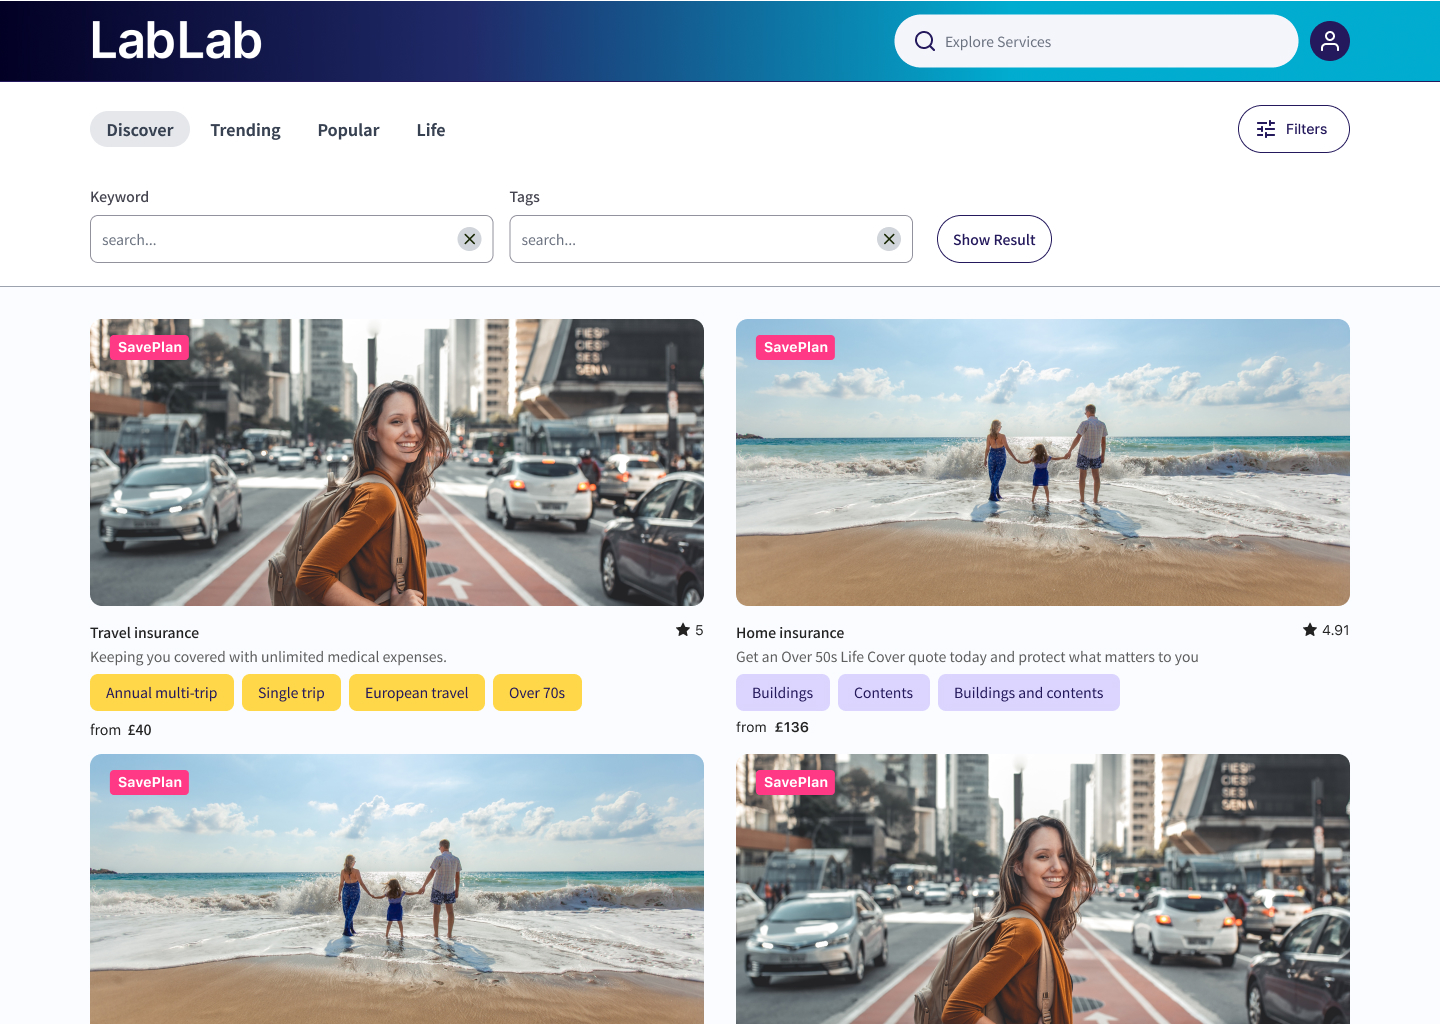 LabLab
Explore Services
Discover
Trending
Popular
Life
Filters
Keyword
Tags
search...
search...
Show Result
SavePlan
SavePlan
Travel insurance
5
Keeping you covered with unlimited medical expenses.
Annual multi-trip
Single trip
European travel
Over 70s
from £40
Home insurance
4.91
Get an Over 50s Life Cover quote today and protect what matters to you
Buildings
Contents
Buildings and contents
from £136
SavePlan
SavePlan